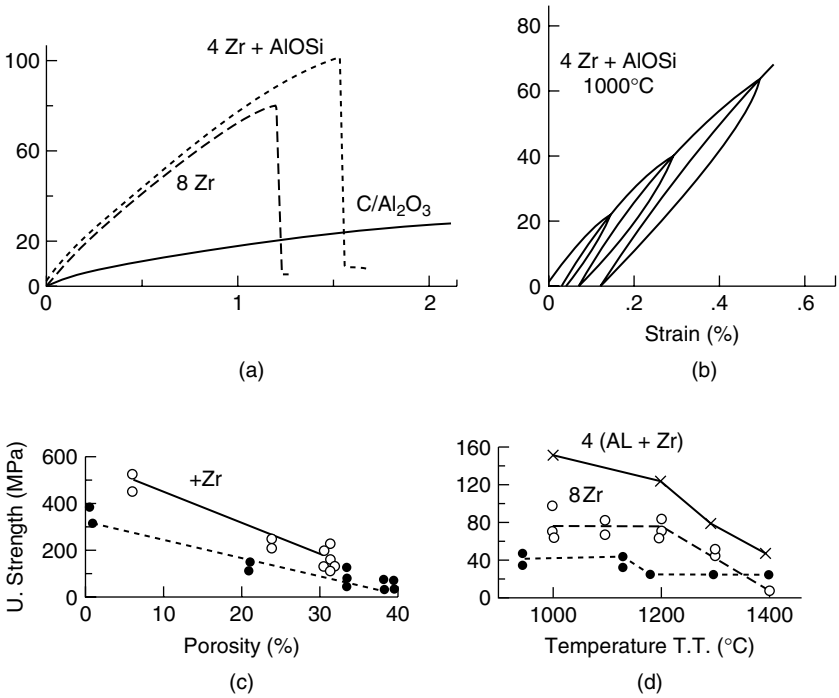 4 Zr + AlOSi
8 Zr
C/Al₂O₃
100
60
20
0
0
1
2
(a)
4 Zr + AlOSi
1000°C
80
60
40
20
0
0
.2
.4
.6
Strain (%)
(b)
U. Strength (MPa)
600
400
200
0
+Zr
0
10
20
30
40
Porosity (%)
(c)
160
120
80
40
0
4 (AL + Zr)
8Zr
1000
1200
1400
Temperature T.T. (°C)
(d)